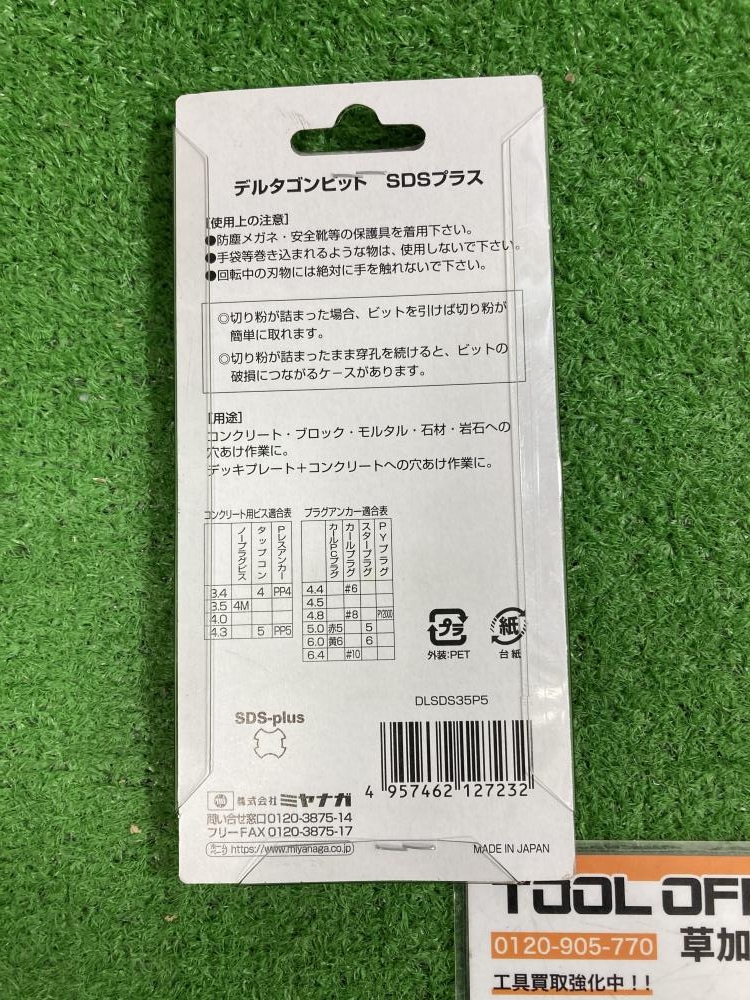 デルタゴンビット SDSプラス
[使用上の注意]
●防塵メガネ・安全靴等の保護具を着用下さい。
●手袋等巻き込まれるような物は、使用しないで下さい。
●回転中の刃物には絶対に手を触れないで下さい。
◎切り粉が詰まった場合、ビットを引けば切り粉が
簡単に取れます。
◎切り粉が詰まったまま穿孔を続けると、ビットの
破損につながるケースがあります。
[用途]
コンクリート・ブロック・モルタル・石材・岩石への
穴あけ作業に。
デッキプレート+コンクリートへの穴あけ作業に。
コンクリート用ビス適合表
ノープラグビス タップコン Pレスアンカー
3.4 4 PP4
3.5 4M
4.0
4.3 5 PP5
プラグアンカー適合表
カールPCプラグ カールプラグ スタープラグ PYプラグ
4.4 #6
4.5
4.8 #8 PY2000
5.0 赤5 5
6.0 黄6 6
6.4 #10
プラ
外装:PET
紙
台紙
DLSDS35P5
SDS-plus
4 957462 127232
株式会社ミヤナガ
問い合せ窓口0120-3875-14
フリーFAX 0120-3875-17
https://www.miyanaga.co.jp
MADE IN JAPAN
TOOL OFF
0120-905-770 草加
工具買取強化中!!